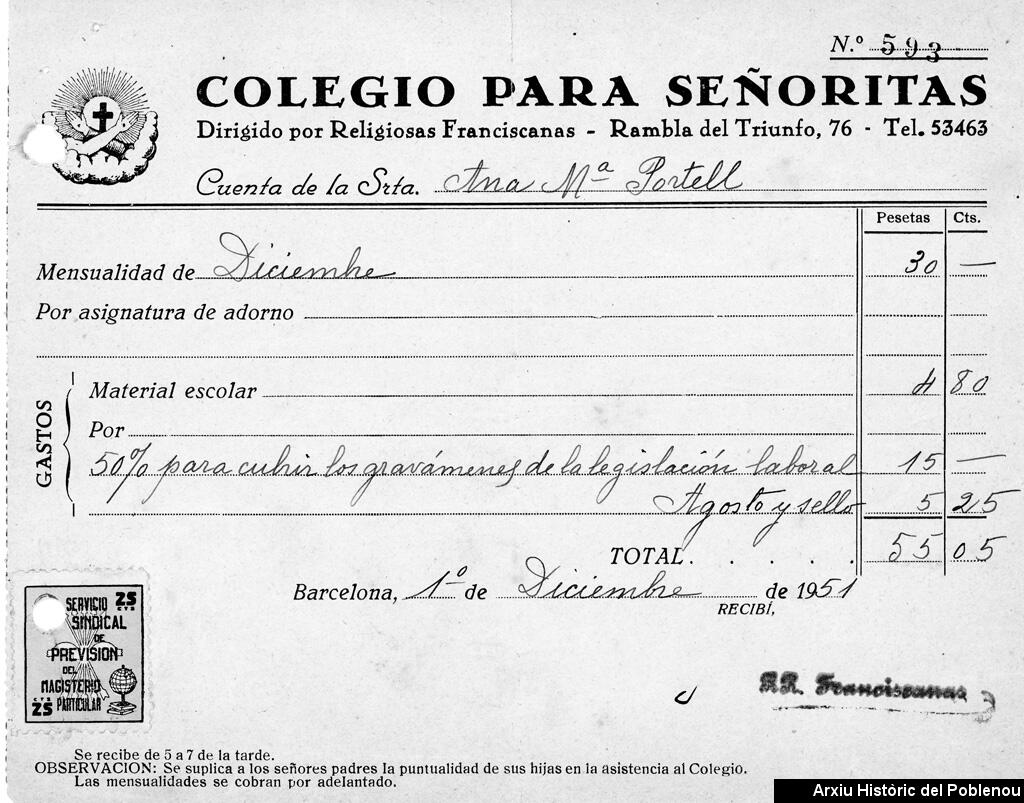 N.º 593
COLEGIO PARA SEÑORITAS
Dirigido por Religiosas Franciscanas - Rambla del Triunfo, 76 - Tel. 53463
Cuenta de la Srta. Ana Mª Portell
Pesetas Cts.
Mensualidad de Diciembre 30 —
Por asignatura de adorno
GASTOS
Material escolar 4 80
Por
50% para cubrir los gravámenes de la legislación laboral 15 —
Agosto y sello 5 25
TOTAL. . . . . 55 05
Barcelona, 1º de Diciembre de 1951
RECIBÍ,
SERVICIO 25 CTS
SINDICAL
DE
PREVISION
DEL
MAGISTERIO
CTS 25 PARTICULAR
RR. Franciscanas
Se recibe de 5 a 7 de la tarde.
OBSERVACION: Se suplica a los señores padres la puntualidad de sus hijas en la asistencia al Colegio.
Las mensualidades se cobran por adelantado.
Arxiu Històric del Poblenou